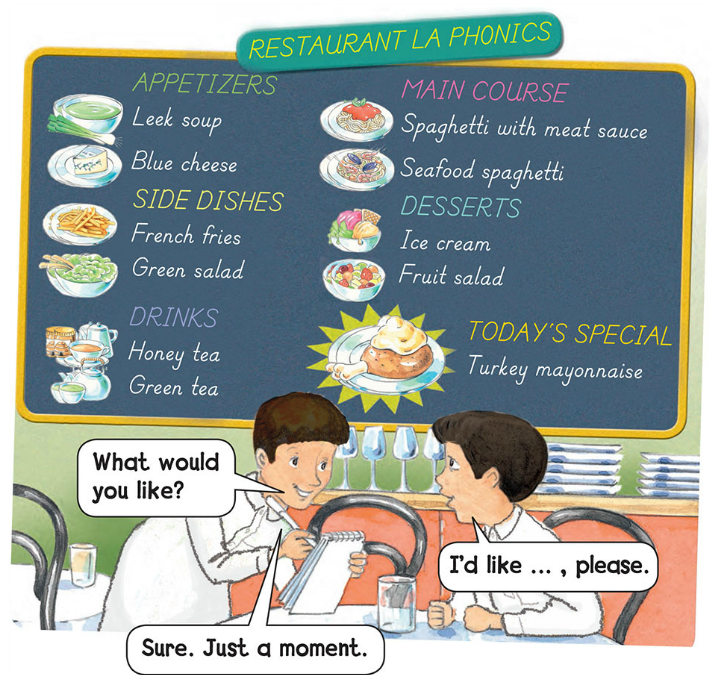 RESTAURANT LA PHONICS
APPETIZERS
Leek soup
Blue cheese
SIDE DISHES
French fries
Green salad
DRINKS
Honey tea
Green tea
MAIN COURSE
Spaghetti with meat sauce
Seafood spaghetti
DESSERTS
Ice cream
Fruit salad
TODAY'S SPECIAL
Turkey mayonnaise
What would
you like?
I'd like ... , please.
Sure. Just a moment.